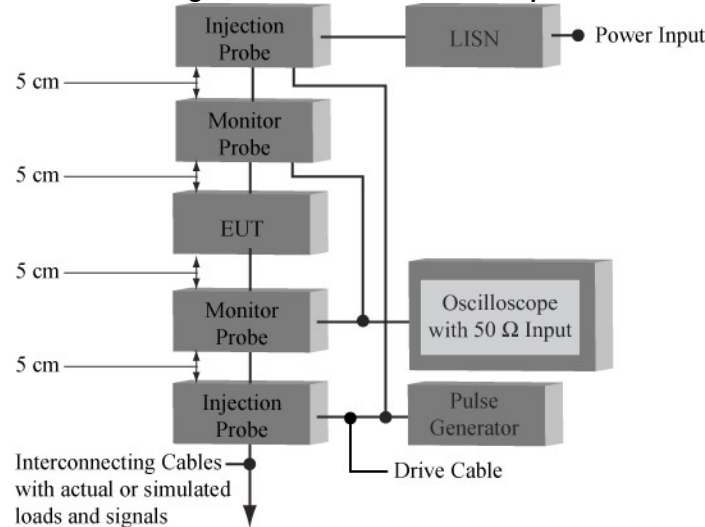 Injection
Probe
LISN
Power Input
5 cm
Monitor
Probe
5 cm
EUT
5 cm
Monitor
Probe
Oscilloscope
with 50 Ω Input
5 cm
Injection
Probe
Pulse
Generator
Drive Cable
Interconnecting Cables
with actual or simulated
loads and signals